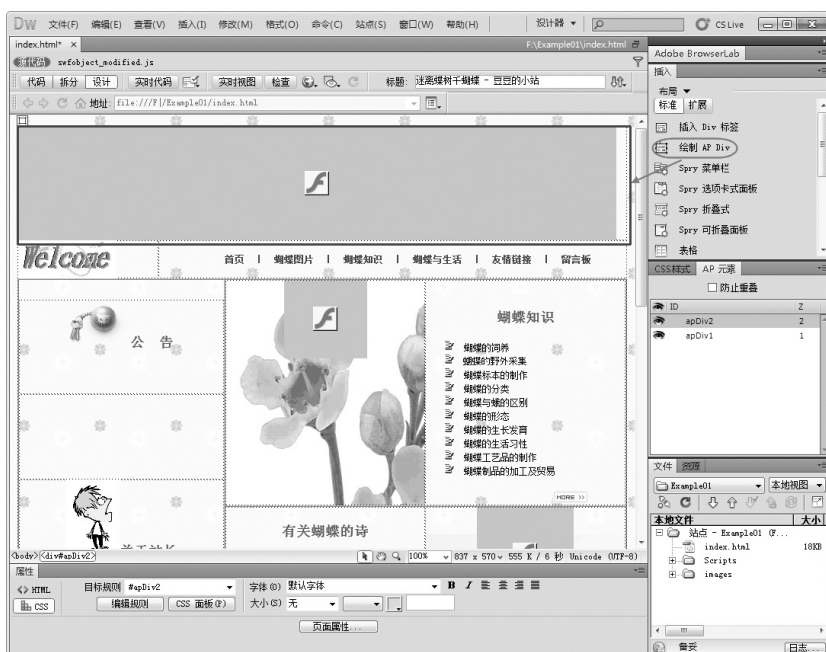 DW 文件(F) 编辑(E) 查看(V) 插入(I) 修改(M) 格式(O) 命令(C) 站点(S) 窗口(W) 帮助(H) 设计器 CS Live
index.html* × F:\Example01\index.html
源代码 swfobject_modified.js
代码 拆分 设计 实时代码 实时视图 检查 标题: 迷离蝶树千蝴蝶 - 豆豆的小站
地址: file:///F|/Example01/index.html
Welcome
首页 | 蝴蝶图片 | 蝴蝶知识 | 蝴蝶与生活 | 友情链接 | 留言板
公 告
蝴蝶知识
蝴蝶的饲养
蝴蝶的野外采集
蝴蝶标本的制作
蝴蝶的分类
蝴蝶与蛾的区别
蝴蝶的形态
蝴蝶的生长发育
蝴蝶的生活习性
蝴蝶工艺品的制作
蝴蝶制品的加工及贸易
MORE >>
有关蝴蝶的诗
关于站长
<body> <div#apDiv2> 100% 837 x 570 555 K / 6 秒 Unicode (UTF-8)
属性
<> HTML 目标规则 #apDiv2 字体(O) 默认字体 B I
CSS 编辑规则 CSS 面板(P) 大小(S) 无
页面属性...
Adobe BrowserLab
插入
布局
标准 扩展
插入 Div 标签
绘制 AP Div
Spry 菜单栏
Spry 选项卡式面板
Spry 折叠式
Spry 可折叠面板
表格
CSS样式 AP 元素
防止重叠
ID Z
apDiv2 2
apDiv1 1
文件 资源
Example01 本地视图
本地文件 大小
站点 - Example01 (F...
index.html 18KB
Scripts
images
备妥 日志...